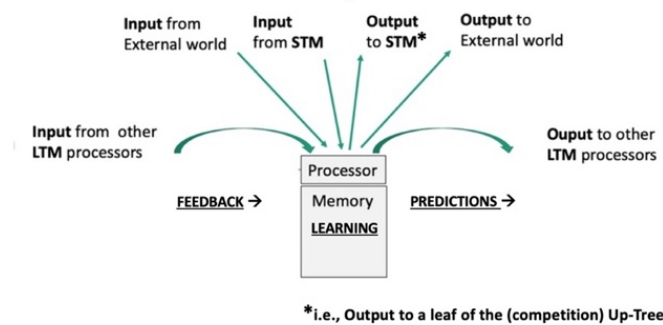 Input from
External world
Input
from STM
Output
to STM*
Output to
External world
Input from other
LTM processors
Ouput to other
LTM processors
Processor
FEEDBACK →
Memory
PREDICTIONS →
LEARNING
*i.e., Output to a leaf of the (competition) Up-Tree